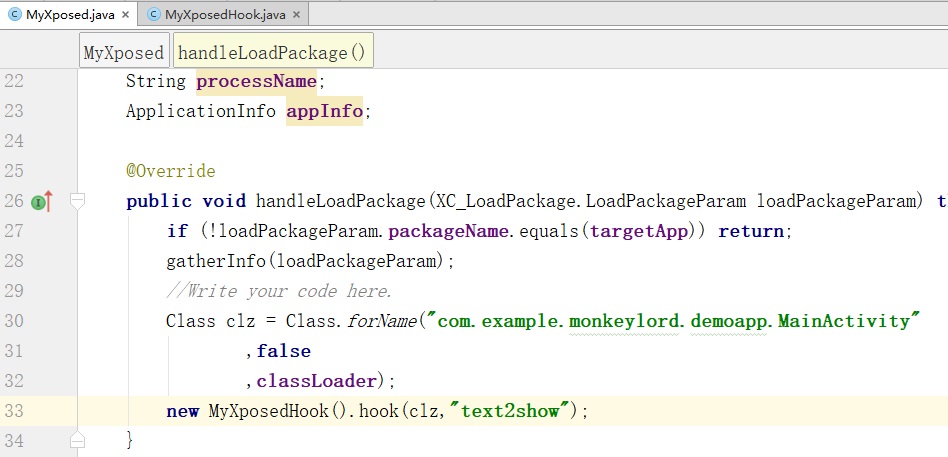 MyXposed.java × MyXposedHook.java ×
MyXposed handleLoadPackage()
22 String processName;
23 ApplicationInfo appInfo;
24
25 @Override
26 public void handleLoadPackage(XC_LoadPackage.LoadPackageParam loadPackageParam) t
27 if (!loadPackageParam.packageName.equals(targetApp)) return;
28 gatherInfo(loadPackageParam);
29 //Write your code here.
30 Class clz = Class.forName("com.example.monkeylord.demoapp.MainActivity"
31 ,false
32 ,classLoader);
33 new MyXposedHook().hook(clz,"text2show");
34 }